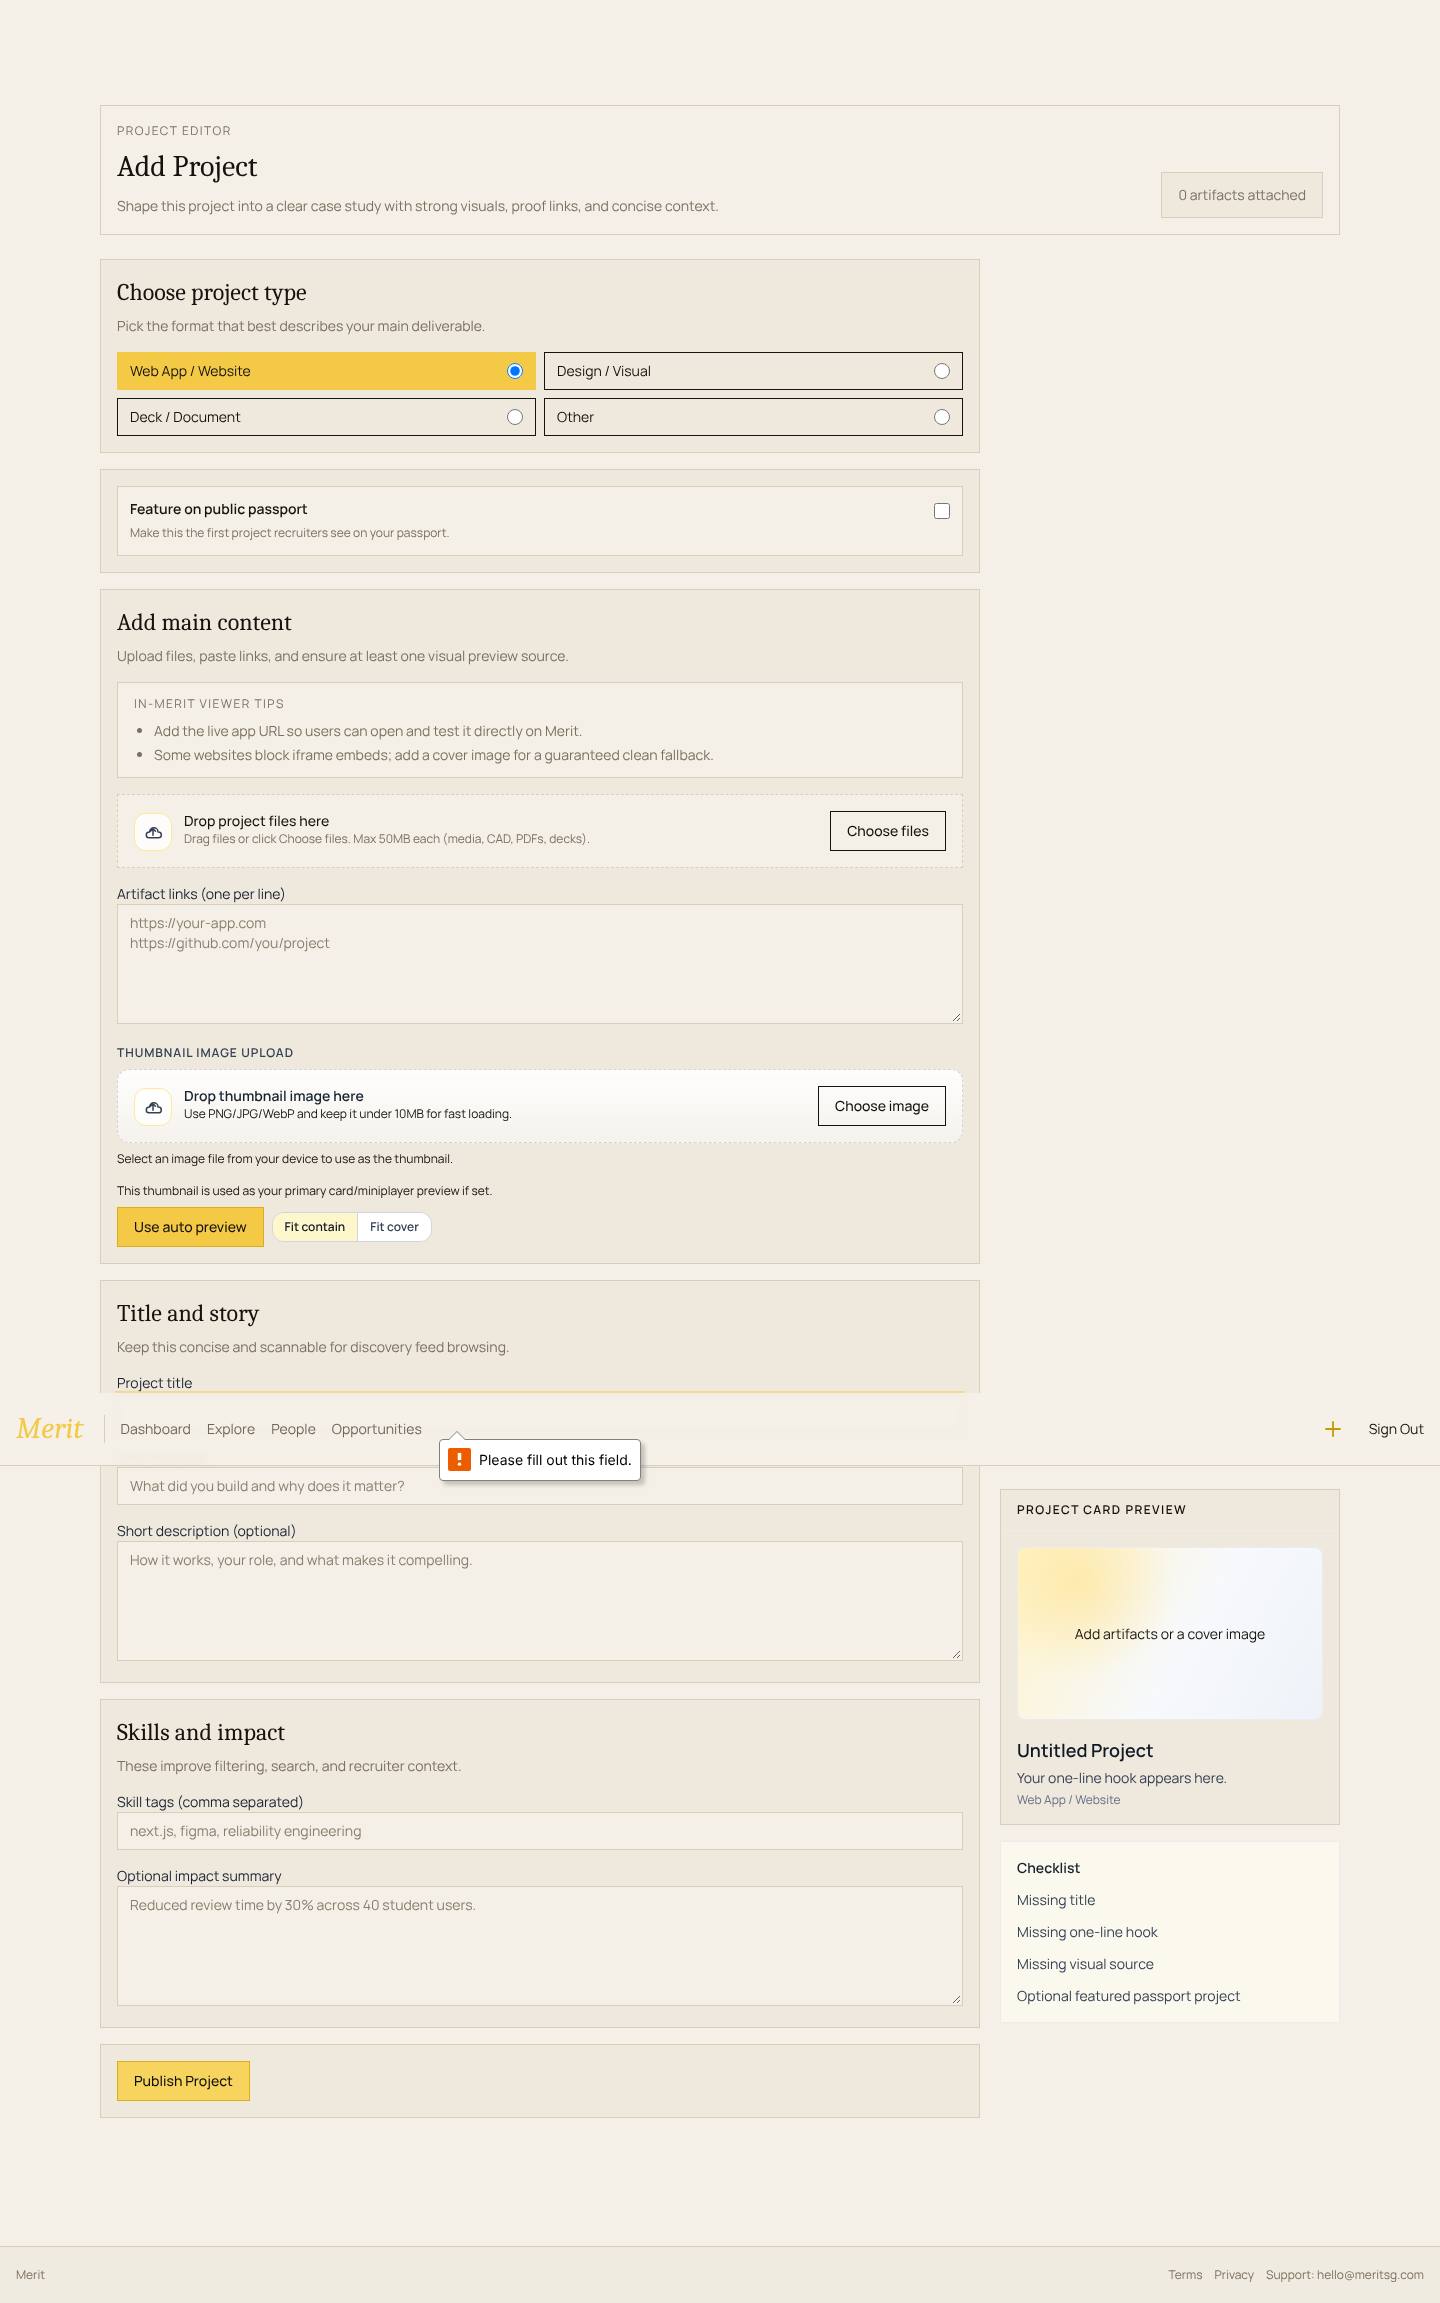 PROJECT EDITOR
Add Project
Shape this project into a clear case study with strong visuals, proof links, and concise context.
0 artifacts attached
Choose project type
Pick the format that best describes your main deliverable.
Web App / Website
Design / Visual
Deck / Document
Other
Feature on public passport
Make this the first project recruiters see on your passport.
Add main content
Upload files, paste links, and ensure at least one visual preview source.
IN-MERIT VIEWER TIPS
Add the live app URL so users can open and test it directly on Merit.
Some websites block iframe embeds; add a cover image for a guaranteed clean fallback.
Drop project files here
Drag files or click Choose files. Max 50MB each (media, CAD, PDFs, decks).
Choose files
Artifact links (one per line)
https://your-app.com
https://github.com/you/project
THUMBNAIL IMAGE UPLOAD
Drop thumbnail image here
Use PNG/JPG/WebP and keep it under 10MB for fast loading.
Choose image
Select an image file from your device to use as the thumbnail.
This thumbnail is used as your primary card/miniplayer preview if set.
Use auto preview
Fit contain
Fit cover
Title and story
Keep this concise and scannable for discovery feed browsing.
Project title
Merit
Dashboard
Explore
People
Opportunities
Sign Out
Please fill out this field.
What did you build and why does it matter?
Short description (optional)
How it works, your role, and what makes it compelling.
Skills and impact
These improve filtering, search, and recruiter context.
Skill tags (comma separated)
next.js, figma, reliability engineering
Optional impact summary
Reduced review time by 30% across 40 student users.
Publish Project
PROJECT CARD PREVIEW
Add artifacts or a cover image
Untitled Project
Your one-line hook appears here.
Web App / Website
Checklist
Missing title
Missing one-line hook
Missing visual source
Optional featured passport project
Merit
Terms
Privacy
Support: hello@meritsg.com